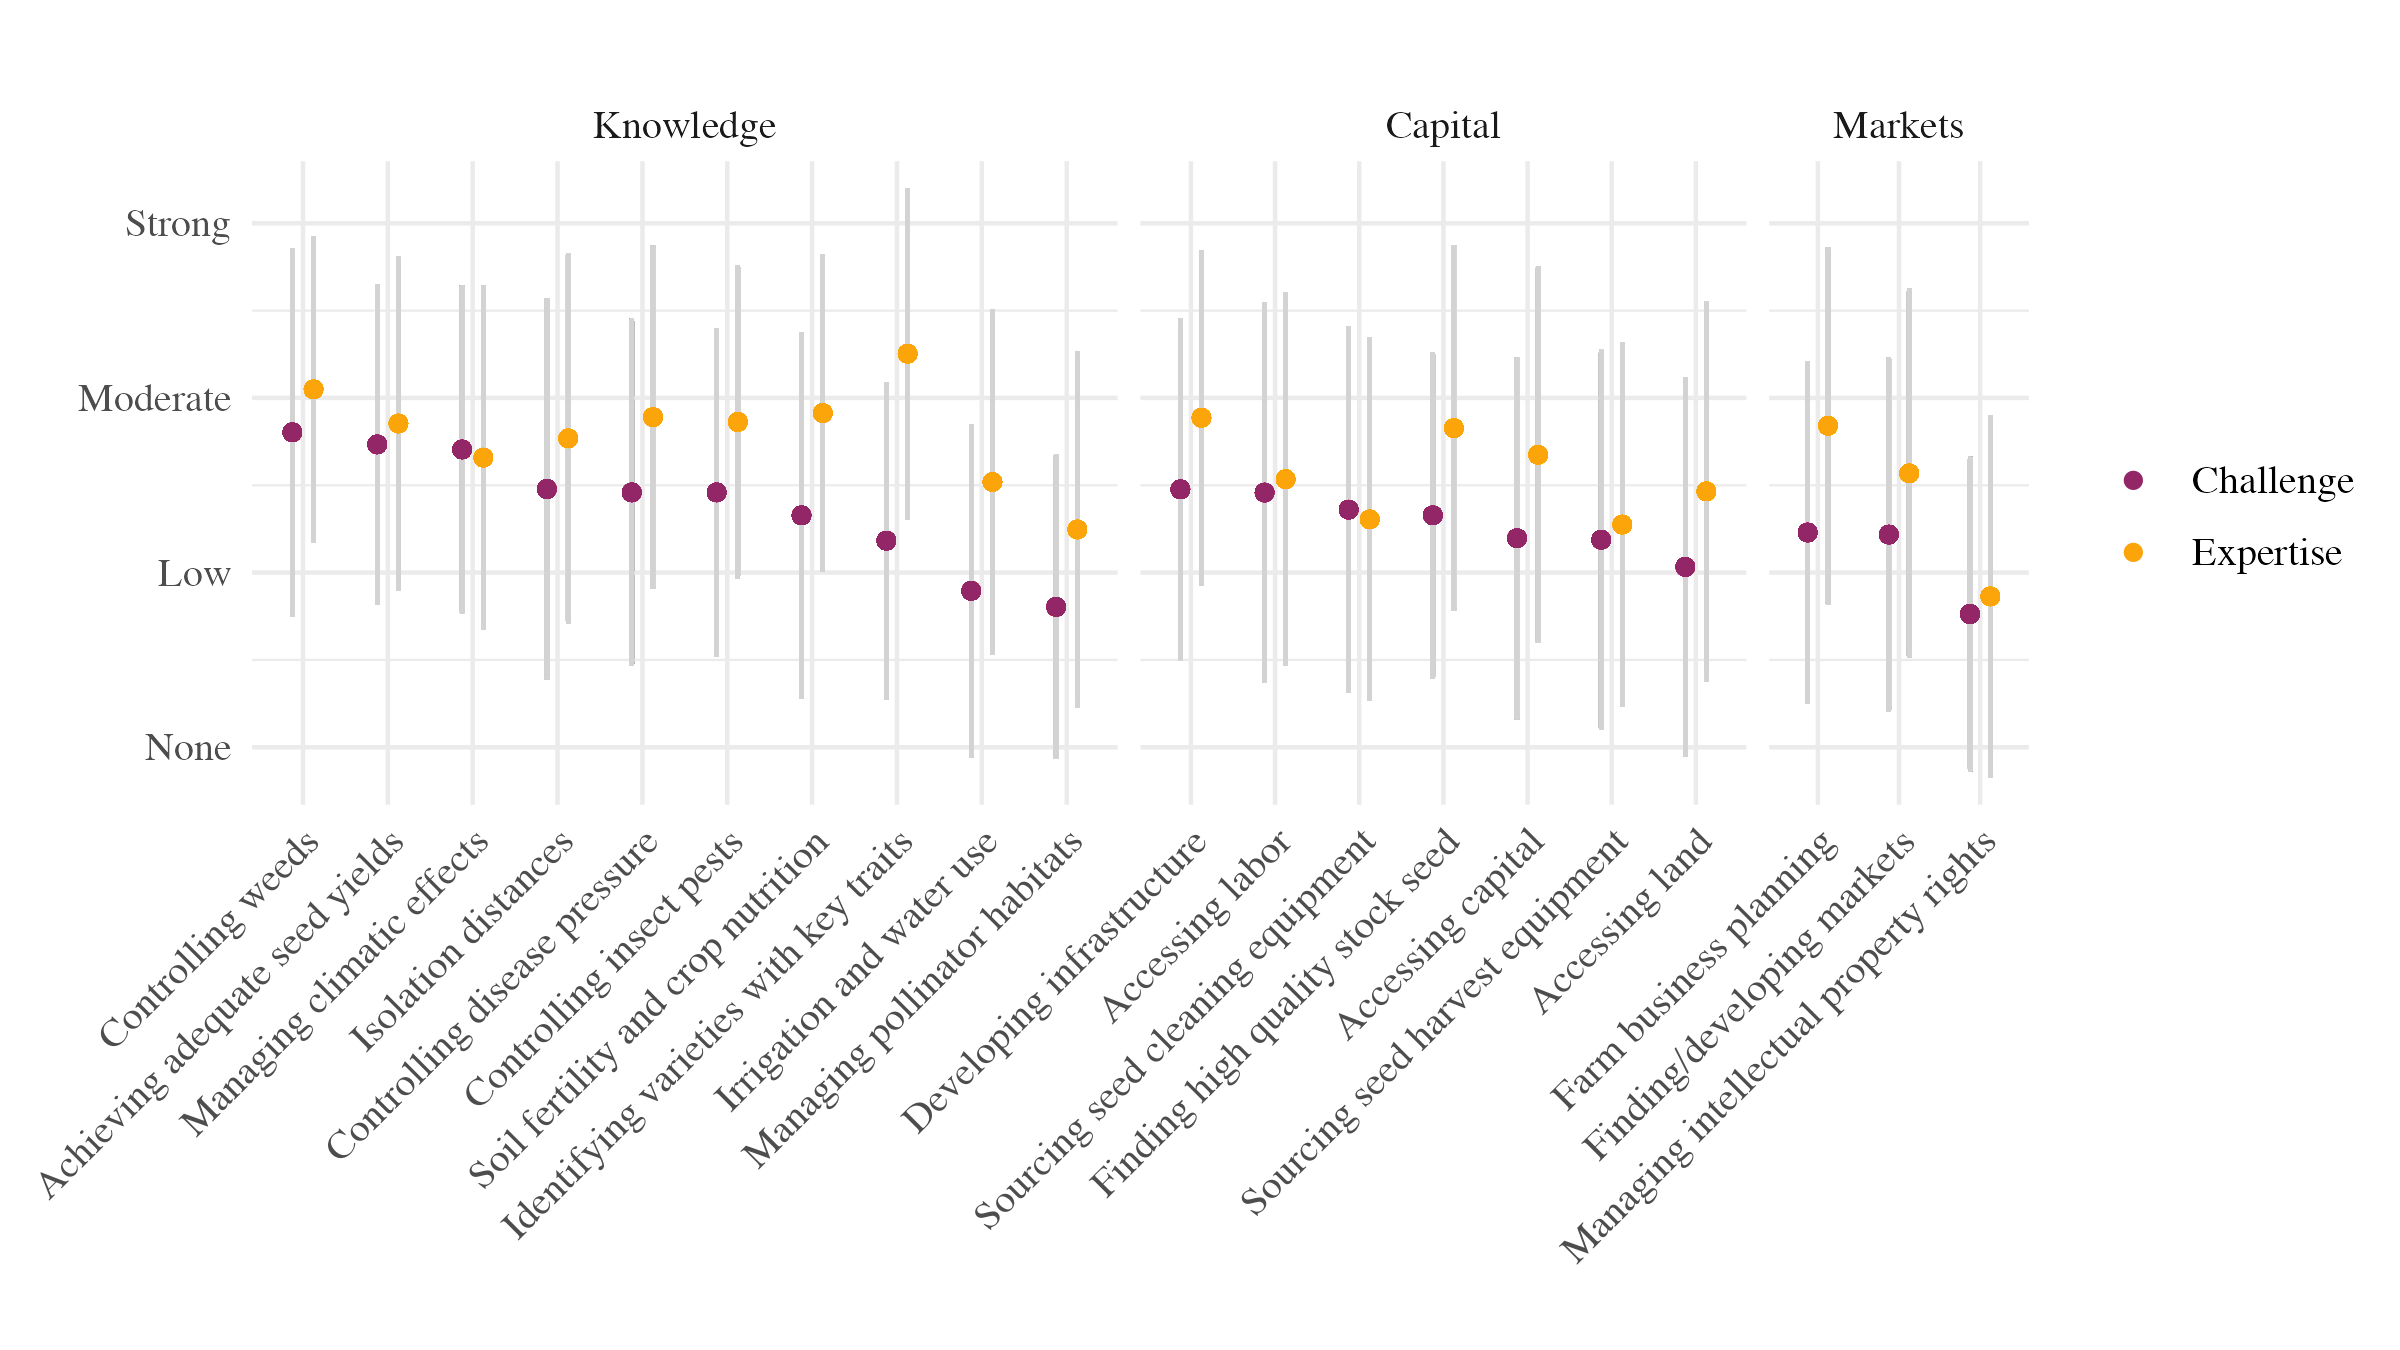 Knowledge
Capital
Markets
Strong
Moderate
Low
None
Challenge
Expertise
Controlling weeds
Achieving adequate seed yields
Managing climatic effects
Isolation distances
Controlling disease pressure
Controlling insect pests
Soil fertility and crop nutrition
Identifying varieties with key traits
Irrigation and water use
Managing pollinator habitats
Developing infrastructure
Accessing labor
Sourcing seed cleaning equipment
Finding high quality stock seed
Accessing capital
Sourcing seed harvest equipment
Accessing land
Farm business planning
Finding/developing markets
Managing intellectual property rights